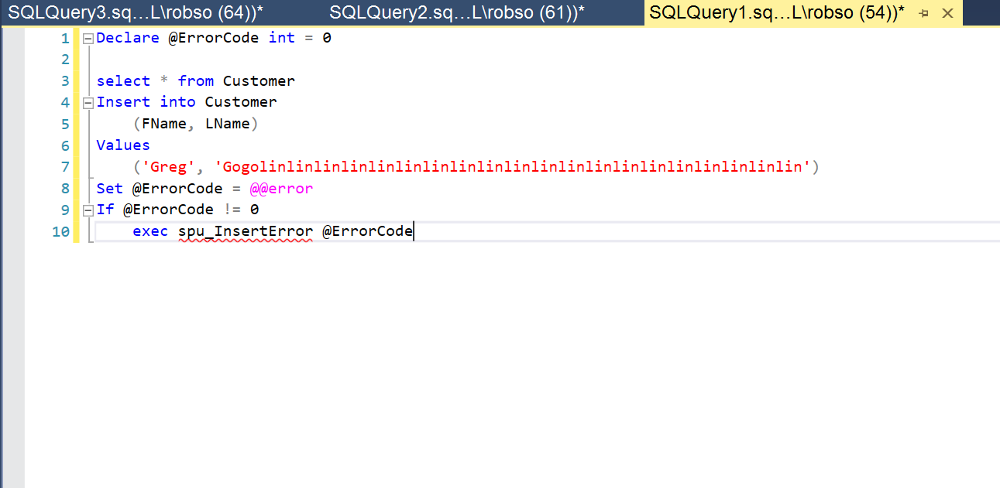 SQLQuery3.sq...L\robso (64))* SQLQuery2.sq...L\robso (61))* SQLQuery1.sq...L\robso (54))*
1 Declare @ErrorCode int = 0
2
3 select * from Customer
4 Insert into Customer
5 (FName, LName)
6 Values
7 ('Greg', 'Gogolinlinlinlinlinlinlinlinlinlinlinlinlinlinlinlinlinlinlinlin')
8 Set @ErrorCode = @@error
9 If @ErrorCode != 0
10 exec spu_InsertError @ErrorCode